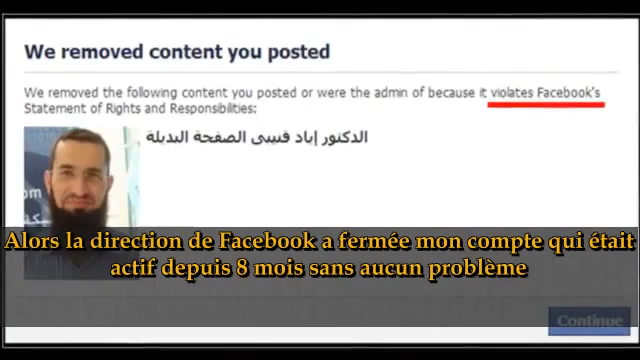 We removed content you posted
We removed the following content you posted or were the admin of because it violates Facebook's
Statement of Rights and Responsibilities:
الدكتور إياد قنيبي الصفحة البديلة
om
Alors la direction de Facebook a fermée mon compte qui était
actif depuis 8 mois sans aucun problème
Continue